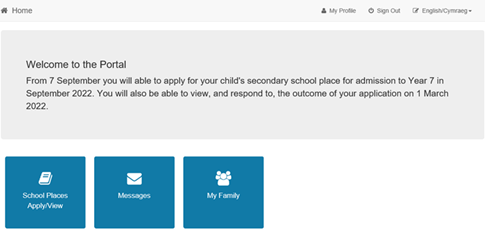 Home
My Profile Sign Out English/Cymraeg
Welcome to the Portal
From 7 September you will able to apply for your child's secondary school place for admission to Year 7 in
September 2022. You will also be able to view, and respond to, the outcome of your application on 1 March
2022.
School Places Messages My Family
Apply/View